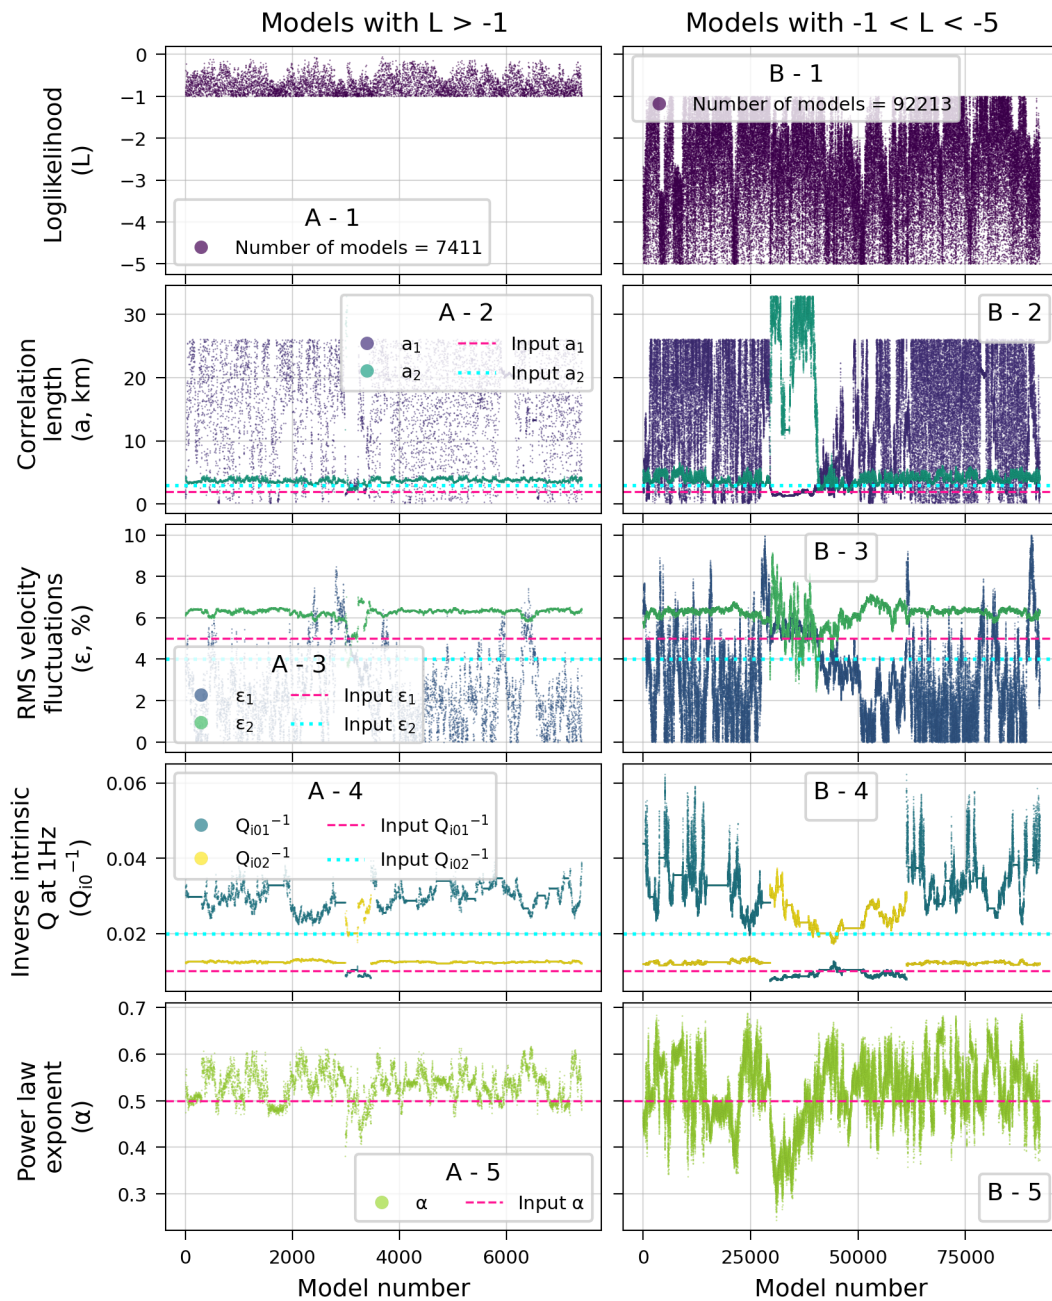 Models with L > -1
Models with -1 < L < -5
Loglikelihood
(L)
0
−1
−2
−3
−4
−5
A - 1
Number of models = 7411
B - 1
Number of models = 92213
Correlation
length
(a, km)
30
20
10
0
A - 2
a₁
Input a₁
a₂
Input a₂
B - 2
RMS velocity
fluctuations
(ε, %)
10
8
6
4
2
0
A - 3
ε₁
Input ε₁
ε₂
Input ε₂
B - 3
Inverse intrinsic
Q at 1Hz
(Qᵢ₀⁻¹)
0.06
0.04
0.02
A - 4
Qᵢ₀₁⁻¹
Input Qᵢ₀₁⁻¹
Qᵢ₀₂⁻¹
Input Qᵢ₀₂⁻¹
B - 4
Power law
exponent
(α)
0.7
0.6
0.5
0.4
0.3
A - 5
α
Input α
B - 5
0
2000
4000
6000
0
25000
50000
75000
Model number
Model number